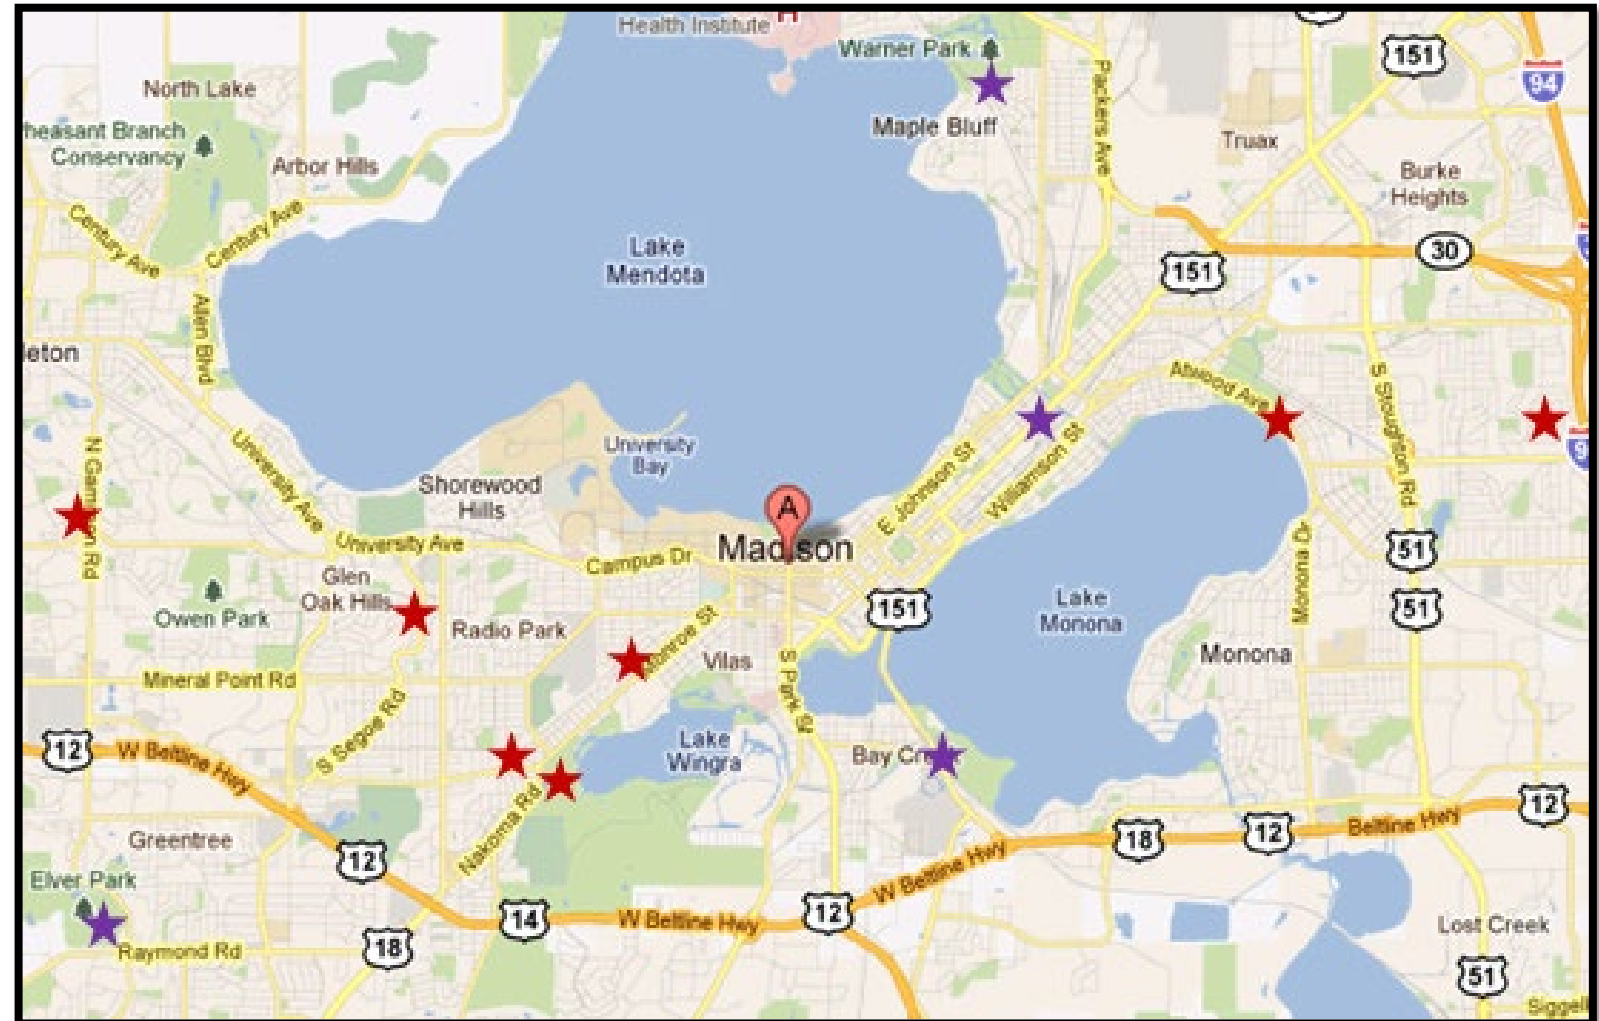 Health Institute
H
Warner Park
151
94
North Lake
Packers Ave
Maple Bluff
heasant Branch
Conservancy
Truax
Arbor Hills
Burke
Heights
Century Ave
Century Ave
Lake
Mendota
30
151
Allen Blvd
leton
Atwood Ave
S Stoughton Rd
University Ave
University
Bay
N Gammon Rd
E Johnson St
Williamson St
Shorewood
Hills
A
Madison
University Ave
Campus Dr
51
Monona Dr
Glen
Oak Hills
Owen Park
151
Lake
Monona
51
Radio Park
Monroe St
Vilas
Monona
S Park St
Mineral Point Rd
S Segoe Rd
12
W Beltline Hwy
Lake
Wingra
Bay Cr
Nakoma Rd
12
Greentree
18
12
Beltline Hwy
12
W Beltline Hwy
Elver Park
14
W Beltline Hwy
12
Lost Creek
Raymond Rd
18
51
Siggel